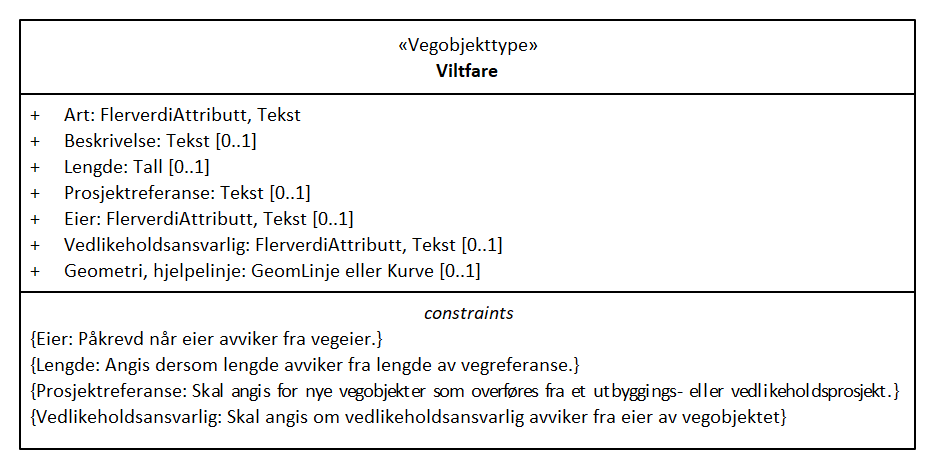 «Vegobjekttype»
Viltfare
+ Art: FlerverdiAttributt, Tekst
+ Beskrivelse: Tekst [0..1]
+ Lengde: Tall [0..1]
+ Prosjektreferanse: Tekst [0..1]
+ Eier: FlerverdiAttributt, Tekst [0..1]
+ Vedlikeholdsansvarlig: FlerverdiAttributt, Tekst [0..1]
+ Geometri, hjelpelinje: GeomLinje eller Kurve [0..1]
constraints
{Eier: Påkrevd når eier avviker fra vegeier.}
{Lengde: Angis dersom lengde avviker fra lengde av vegreferanse.}
{Prosjektreferanse: Skal angis for nye vegobjekter som overføres fra et utbyggings- eller vedlikeholdsprosjekt.}
{Vedlikeholdsansvarlig: Skal angis om vedlikeholdsansvarlig avviker fra eier av vegobjektet}